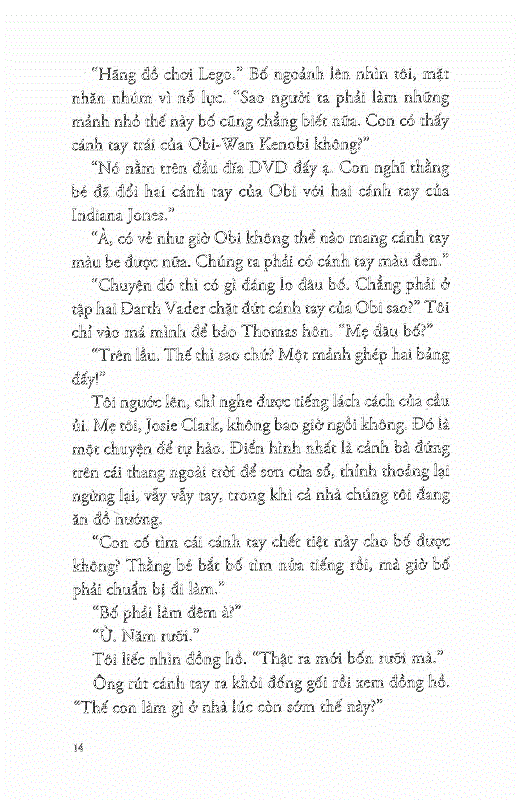 “Hãng đồ chơi Lego.” Bố ngoảnh lên nhìn tôi, mặt
nhăn nhúm vì nỗ lực. “Sao người ta phải làm những
mảnh nhỏ thế này bố cũng chẳng biết nữa. Con có thấy
cánh tay trái của Obi-Wan Kenobi không?”
“Nó nằm trên đầu đĩa DVD đấy ạ. Con nghĩ thằng
bé đã đổi hai cánh tay của Obi với hai cánh tay của
Indiana Jones.”
“À, có vẻ như giờ Obi không thể nào mang cánh tay
màu be được nữa. Chúng ta phải có cánh tay màu đen.”
“Chuyện đó thì có gì đáng lo đâu bố. Chẳng phải ở
tập hai Darth Vader chặt đứt cánh tay của Obi sao?” Tôi
chỉ vào má mình để bảo Thomas hôn. “Mẹ đâu bố?”
“Trên lầu. Thế thì sao chứ? Một mảnh ghép hai bảng
đấy!”
Tôi ngước lên, chỉ nghe được tiếng lách cách của cầu
ủi. Mẹ tôi, Josie Clark, không bao giờ ngồi không. Đó là
một chuyện để tự hào. Điển hình nhất là cảnh bà đứng
trên cái thang ngoài trời để sơn cửa sổ, thỉnh thoảng lại
ngừng lại, vẫy vẫy tay, trong khi cả nhà chúng tôi đang
ăn đồ nướng.
“Con cố tìm cái cánh tay chết tiệt này cho bố được
không? Thằng bé bắt bố tìm nửa tiếng rồi, mà giờ bố
phải chuẩn bị đi làm.”
“Bố phải làm đêm à?”
“Ừ. Năm rưỡi.”
Tôi liếc nhìn đồng hồ. “Thật ra mới bốn rưỡi mà.”
Ông rút cánh tay ra khỏi đống gối rồi xem đồng hồ.
“Thế con làm gì ở nhà lúc còn sớm thế này?”
14